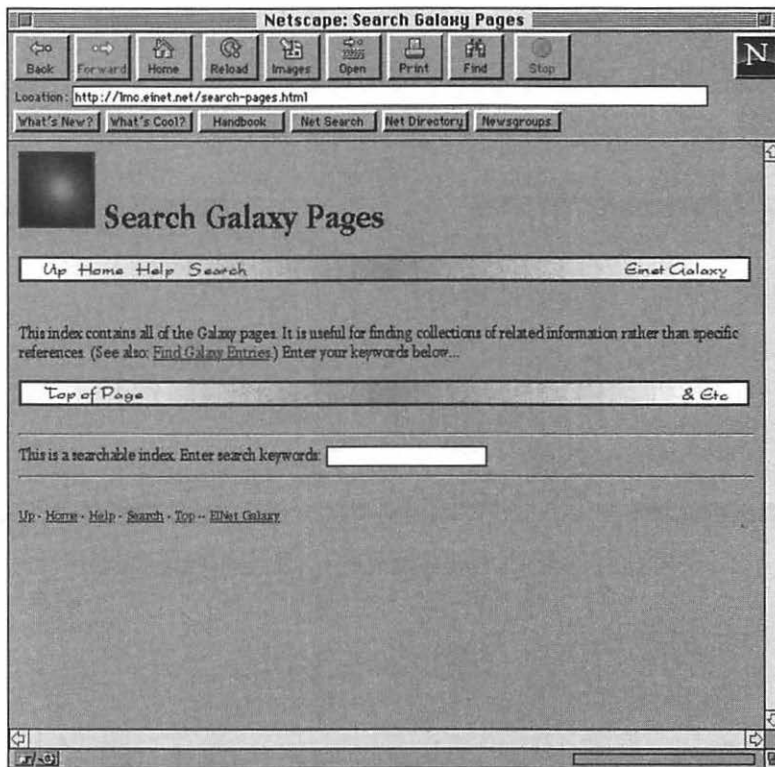 Netscape: Search Galaxy Pages
Back Forward Home Reload Images Open Print Find Stop
N
Location: http://lmc.einet.net/search-pages.html
What's New? What's Cool? Handbook Net Search Net Directory Newsgroups
Search Galaxy Pages
Up Home Help Search Einet Galaxy
This index contains all of the Galaxy pages. It is useful for finding collections of related information rather than specific
references. (See also: Find Galaxy Entries.) Enter your keywords below...
Top of Page & Etc
This is a searchable index. Enter search keywords:
Up - Home - Help - Search - Top -- EINet Galaxy